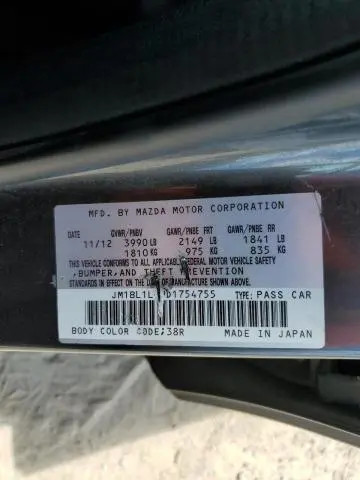 MFD. BY MAZDA MOTOR CORPORATION
DATE GVWR/PNBV GAWR/PNBE FRT GAWR/PNBE RR
11/12 3990 LB 2149 LB 1841 LB
1810 KG 975 KG 835 KG
THIS VEHICLE CONFORMS TO ALL APPLICABLE FEDERAL MOTOR VEHICLE SAFETY
,BUMPER,AND THEFT PREVENTION
STANDARDS IN EFFECT ON THE DATE OF MANUFACTURE SHOWN ABOVE.
JM1BL1L D1754755 TYPE: PASS CAR
BODY COLOR CODE;38R MADE IN JAPAN